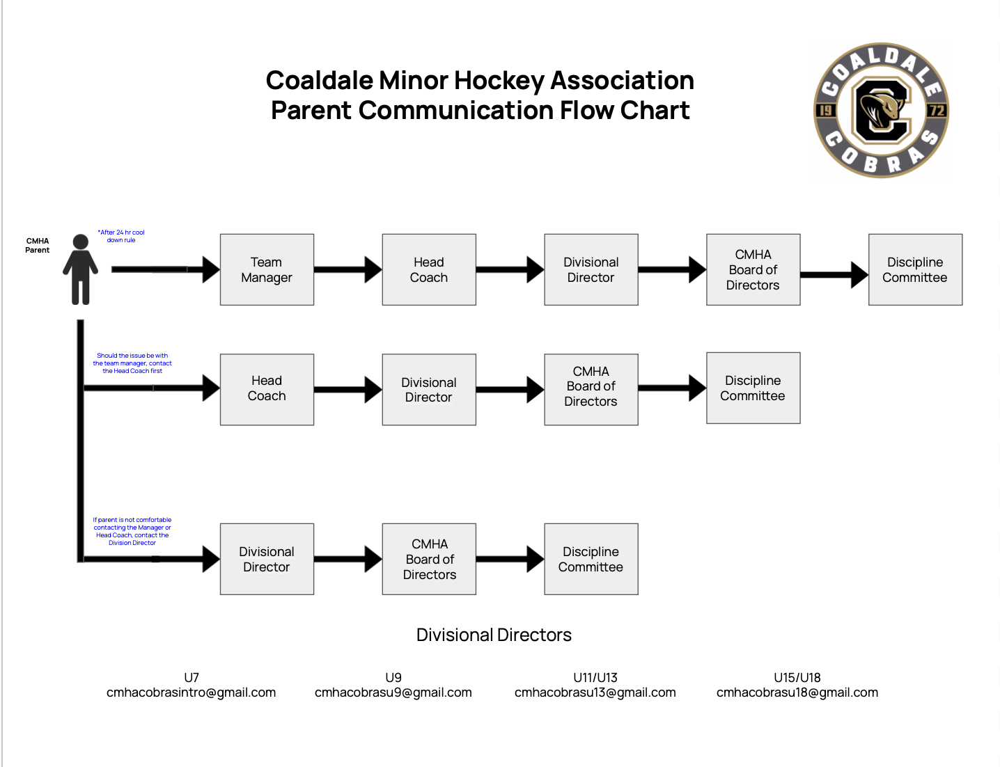 Coaldale Minor Hockey Association
Parent Communication Flow Chart
COALDALE
19
72
COBRAS
C
CMHA
Parent
*After 24 hr cool
down rule
Team
Manager
Head
Coach
Divisional
Director
CMHA
Board of
Directors
Discipline
Committee
Should the issue be with
the team manager, contact
the Head Coach first
Head
Coach
Divisional
Director
CMHA
Board of
Directors
Discipline
Committee
If parent is not comfortable
contacting the Manager or
Head Coach, contact the
Division Director
Divisional
Director
CMHA
Board of
Directors
Discipline
Committee
Divisional Directors
U7
cmhacobrasintro@gmail.com
U9
cmhacobrasu9@gmail.com
U11/U13
cmhacobrasu13@gmail.com
U15/U18
cmhacobrasu18@gmail.com